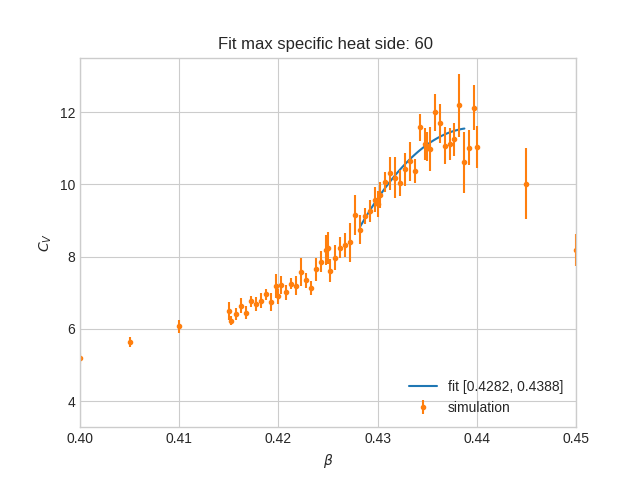 Fit max specific heat side: 60
C_V
12
10
8
6
4
fit [0.4282, 0.4388]
simulation
0.40 0.41 0.42 0.43 0.44 0.45
β